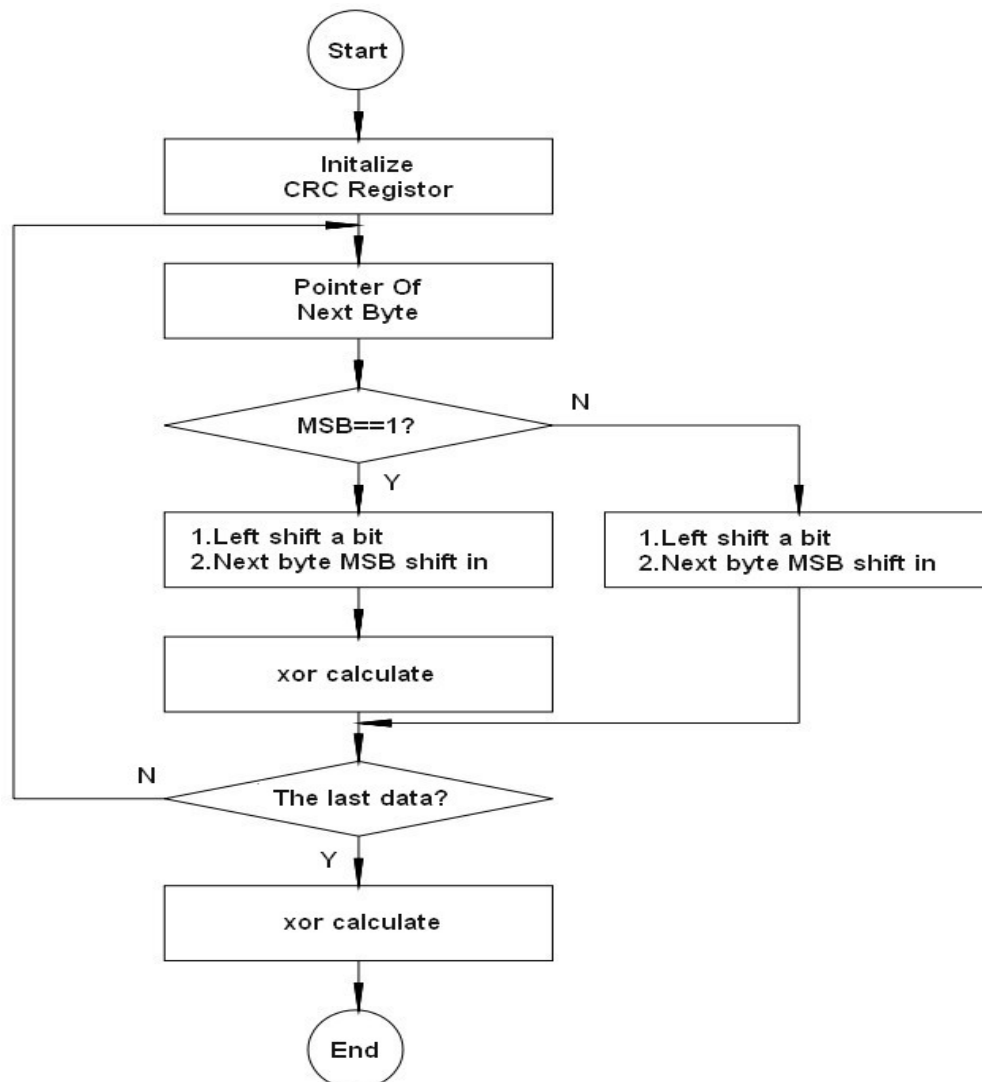 Start
Initalize
CRC Registor
Pointer Of
Next Byte
MSB==1?
N
Y
1.Left shift a bit
2.Next byte MSB shift in
1.Left shift a bit
2.Next byte MSB shift in
xor calculate
N
The last data?
Y
xor calculate
End